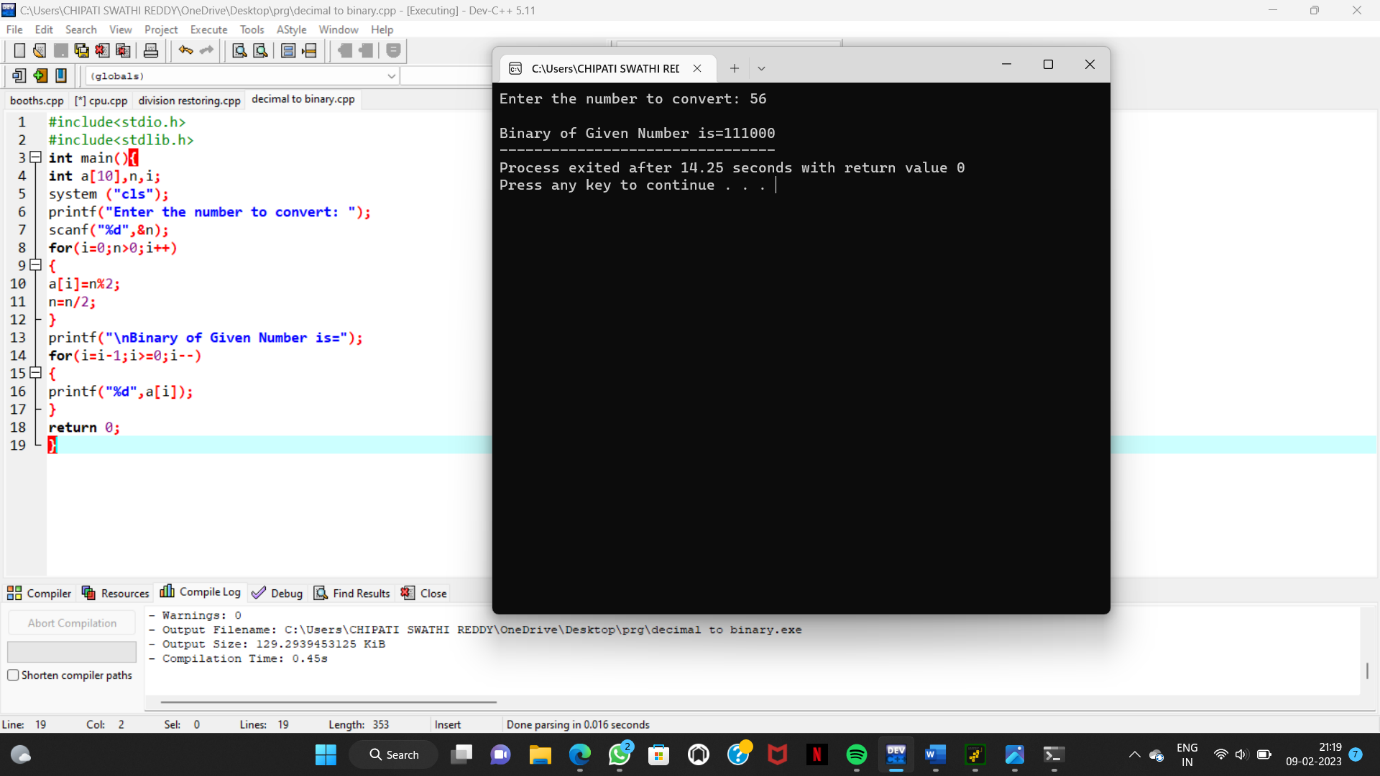 C:\Users\CHIPATI SWATHI REDDY\OneDrive\Desktop\prg\decimal to binary.cpp - [Executing] - Dev-C++ 5.11
File Edit Search View Project Execute Tools AStyle Window Help
(globals)
booths.cpp [*] cpu.cpp division restoring.cpp decimal to binary.cpp
1 #include<stdio.h>
2 #include<stdlib.h>
3 int main(){
4 int a[10],n,i;
5 system ("cls");
6 printf("Enter the number to convert: ");
7 scanf("%d",&n);
8 for(i=0;n>0;i++)
9 {
10 a[i]=n%2;
11 n=n/2;
12 }
13 printf("\nBinary of Given Number is=");
14 for(i=i-1;i>=0;i--)
15 {
16 printf("%d",a[i]);
17 }
18 return 0;
19 }
C:\Users\CHIPATI SWATHI RED
Enter the number to convert: 56
Binary of Given Number is=111000
--------------------------------
Process exited after 14.25 seconds with return value 0
Press any key to continue . . .
Compiler Resources Compile Log Debug Find Results Close
Abort Compilation
Shorten compiler paths
- Warnings: 0
- Output Filename: C:\Users\CHIPATI SWATHI REDDY\OneDrive\Desktop\prg\decimal to binary.exe
- Output Size: 129.2939453125 KiB
- Compilation Time: 0.45s
Line: 19 Col: 2 Sel: 0 Lines: 19 Length: 353 Insert Done parsing in 0.016 seconds
Search
2
N
DEV
W
ENG
IN
21:19
09-02-2023
7